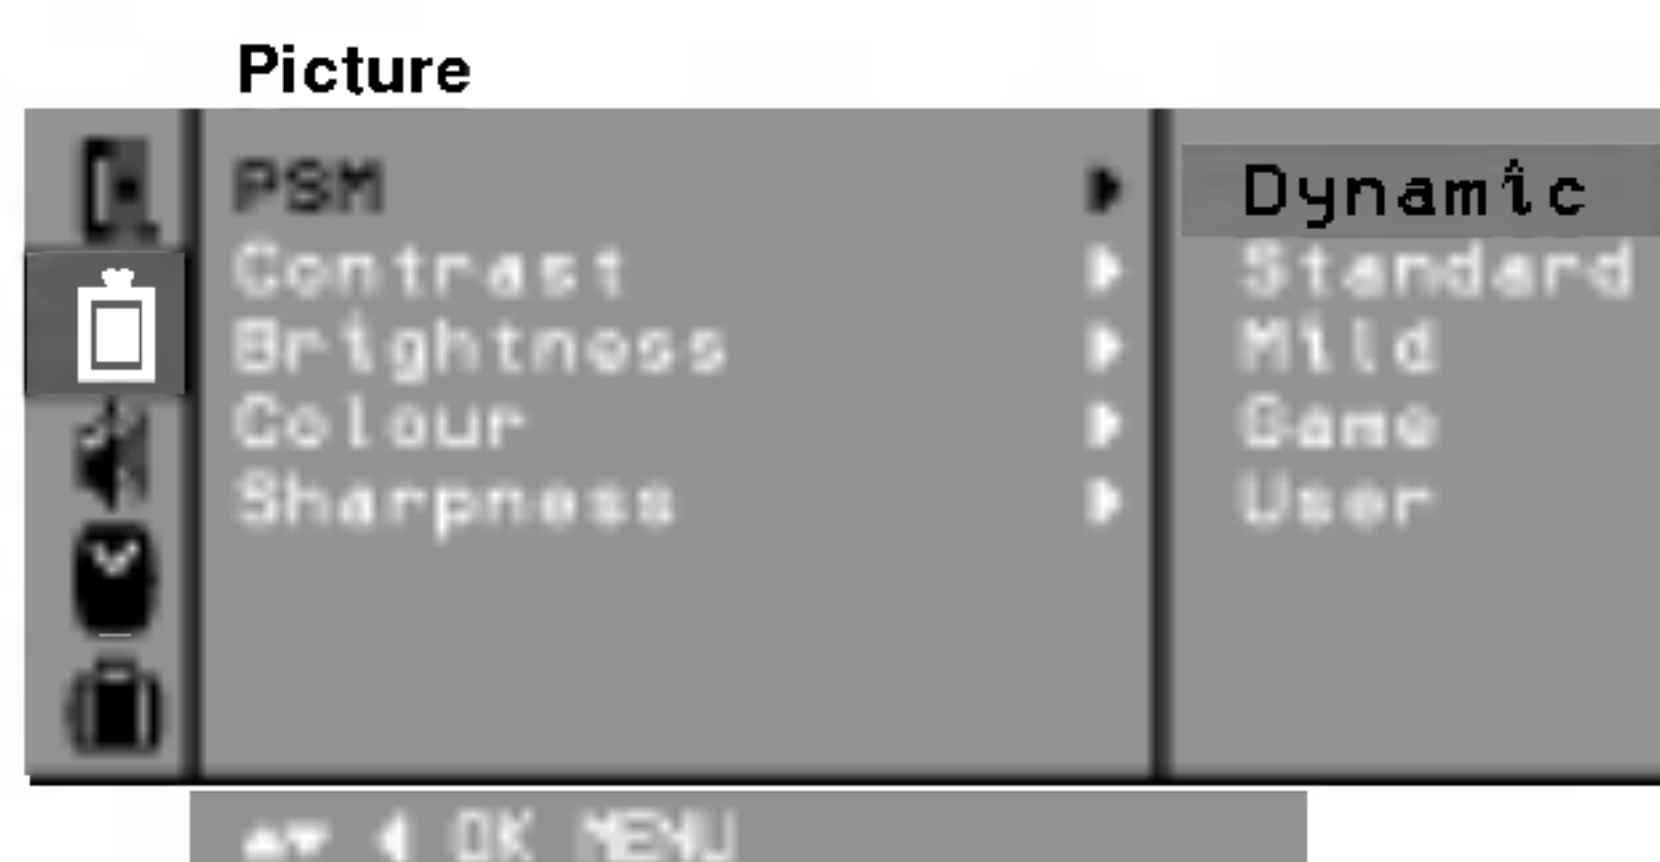 Picture
PSM Dynamic
Contrast Standard
Brightness Mild
Colour Game
Sharpness User
OK MENU